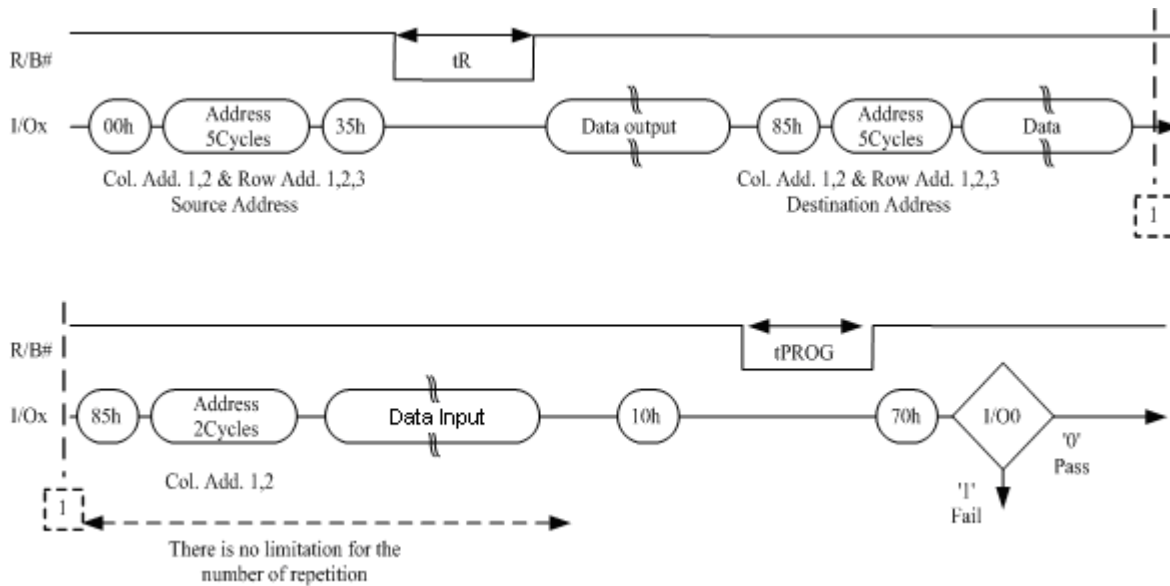 1
R/B#
tR
I/Ox
00h
Address
5Cycles
35h
Data output
85h
Address
5Cycles
Data
Col. Add. 1,2 & Row Add. 1,2,3
Source Address
Col. Add. 1,2 & Row Add. 1,2,3
Destination Address
1
R/B#
tPROG
I/Ox
85h
Address
2Cycles
Data Input
10h
70h
I/O0
'0'
Pass
Col. Add. 1,2
'1'
Fail
1
There is no limitation for the
number of repetition